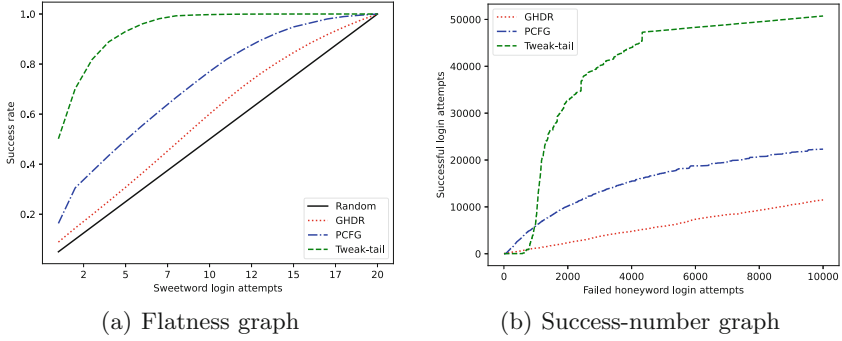 1.0
0.8
0.6
0.4
0.2
Success rate
2
5
7
10
12
15
17
20
Sweetword login attempts
Random
GHDR
PCFG
Tweak-tail
(a) Flatness graph
50000
40000
30000
20000
10000
0
Successful login attempts
0
2000
4000
6000
8000
10000
Failed honeyword login attempts
GHDR
PCFG
Tweak-tail
(b) Success-number graph